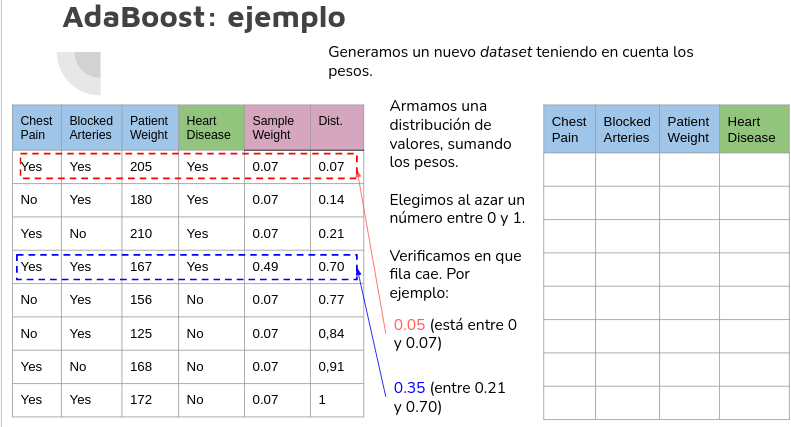 AdaBoost: ejemplo
Generamos un nuevo dataset teniendo en cuenta los
pesos.
Chest Pain Blocked Arteries Patient Weight Heart Disease Sample Weight Dist.
Yes Yes 205 Yes 0.07 0.07
No Yes 180 Yes 0.07 0.14
Yes No 210 Yes 0.07 0.21
Yes Yes 167 Yes 0.49 0.70
No Yes 156 No 0.07 0.77
No Yes 125 No 0.07 0,84
Yes No 168 No 0.07 0,91
Yes Yes 172 No 0.07 1
Armamos una
distribución de
valores, sumando
los pesos.
Elegimos al azar un
número entre 0 y 1.
Verificamos en que
fila cae. Por
ejemplo:
0.05 (está entre 0
y 0.07)
0.35 (entre 0.21
y 0.70)
Chest Pain Blocked Arteries Patient Weight Heart Disease